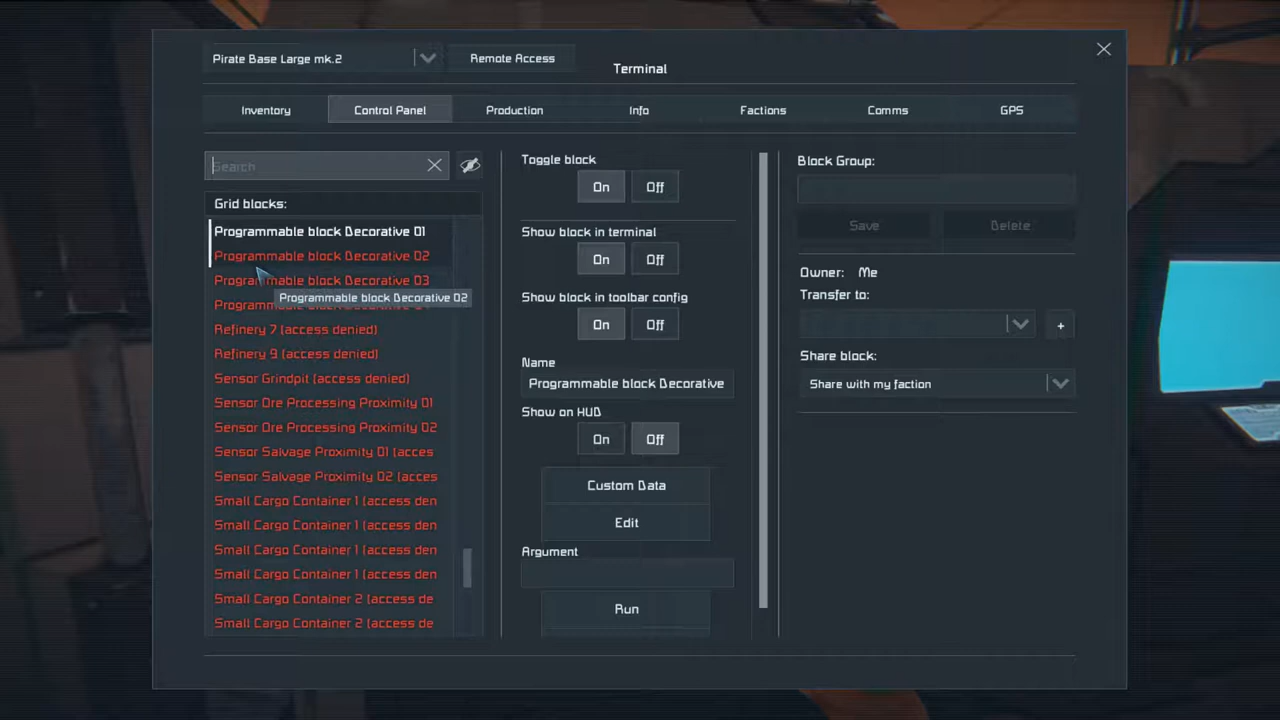 Pirate Base Large mk.2
Remote Access
Terminal
Inventory
Control Panel
Production
Info
Factions
Comms
GPS
Search
Grid blocks:
Programmable block Decorative 01
Programmable block Decorative 02
Programmable block Decorative 03
Programmable block Decorative
Programmable block Decorative 02
Refinery 7 (access denied)
Refinery 9 (access denied)
Sensor Grindpit (access denied)
Sensor Ore Processing Proximity 01
Sensor Ore Processing Proximity 02
Sensor Salvage Proximity 01 (acces
Sensor Salvage Proximity 02 (acces
Small Cargo Container 1 (access den
Small Cargo Container 1 (access den
Small Cargo Container 1 (access den
Small Cargo Container 1 (access den
Small Cargo Container 2 (access de
Small Cargo Container 2 (access de
Toggle block
On Off
Show block in terminal
On Off
Show block in toolbar config
On Off
Name
Programmable block Decorative
Show on HUD
On Off
Custom Data
Edit
Argument
Run
Block Group:
Save Delete
Owner: Me
Transfer to:
+
Share block:
Share with my faction